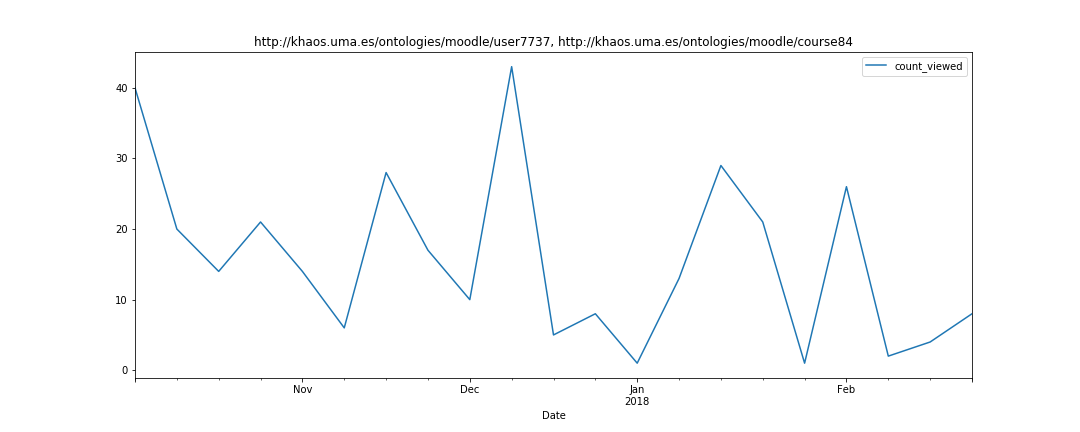 http://khaos.uma.es/ontologies/moodle/user7737, http://khaos.uma.es/ontologies/moodle/course84
count_viewed
40
30
20
10
0
Nov
Dec
Jan
2018
Feb
Date